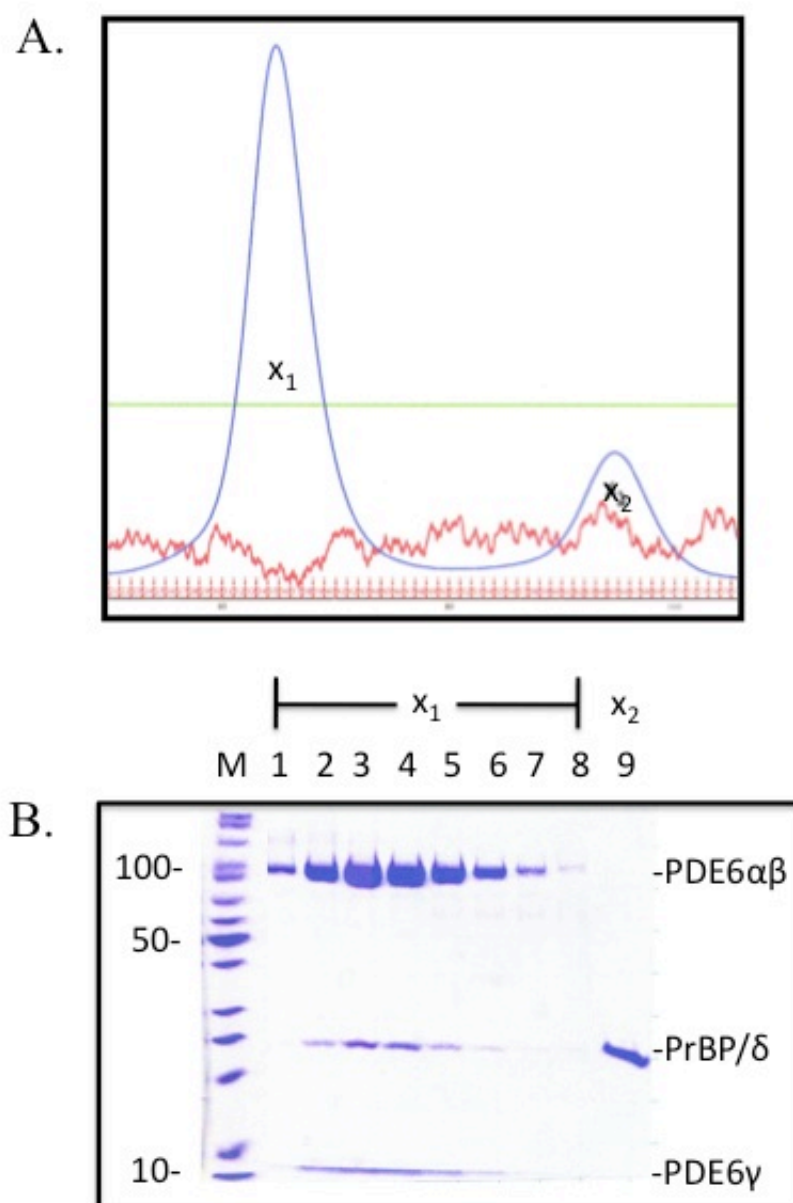 A.
x₁
x₂
x₁ x₂
M 1 2 3 4 5 6 7 8 9
B.
100- -PDE6αβ
50-
-PrBP/δ
10- -PDE6γ